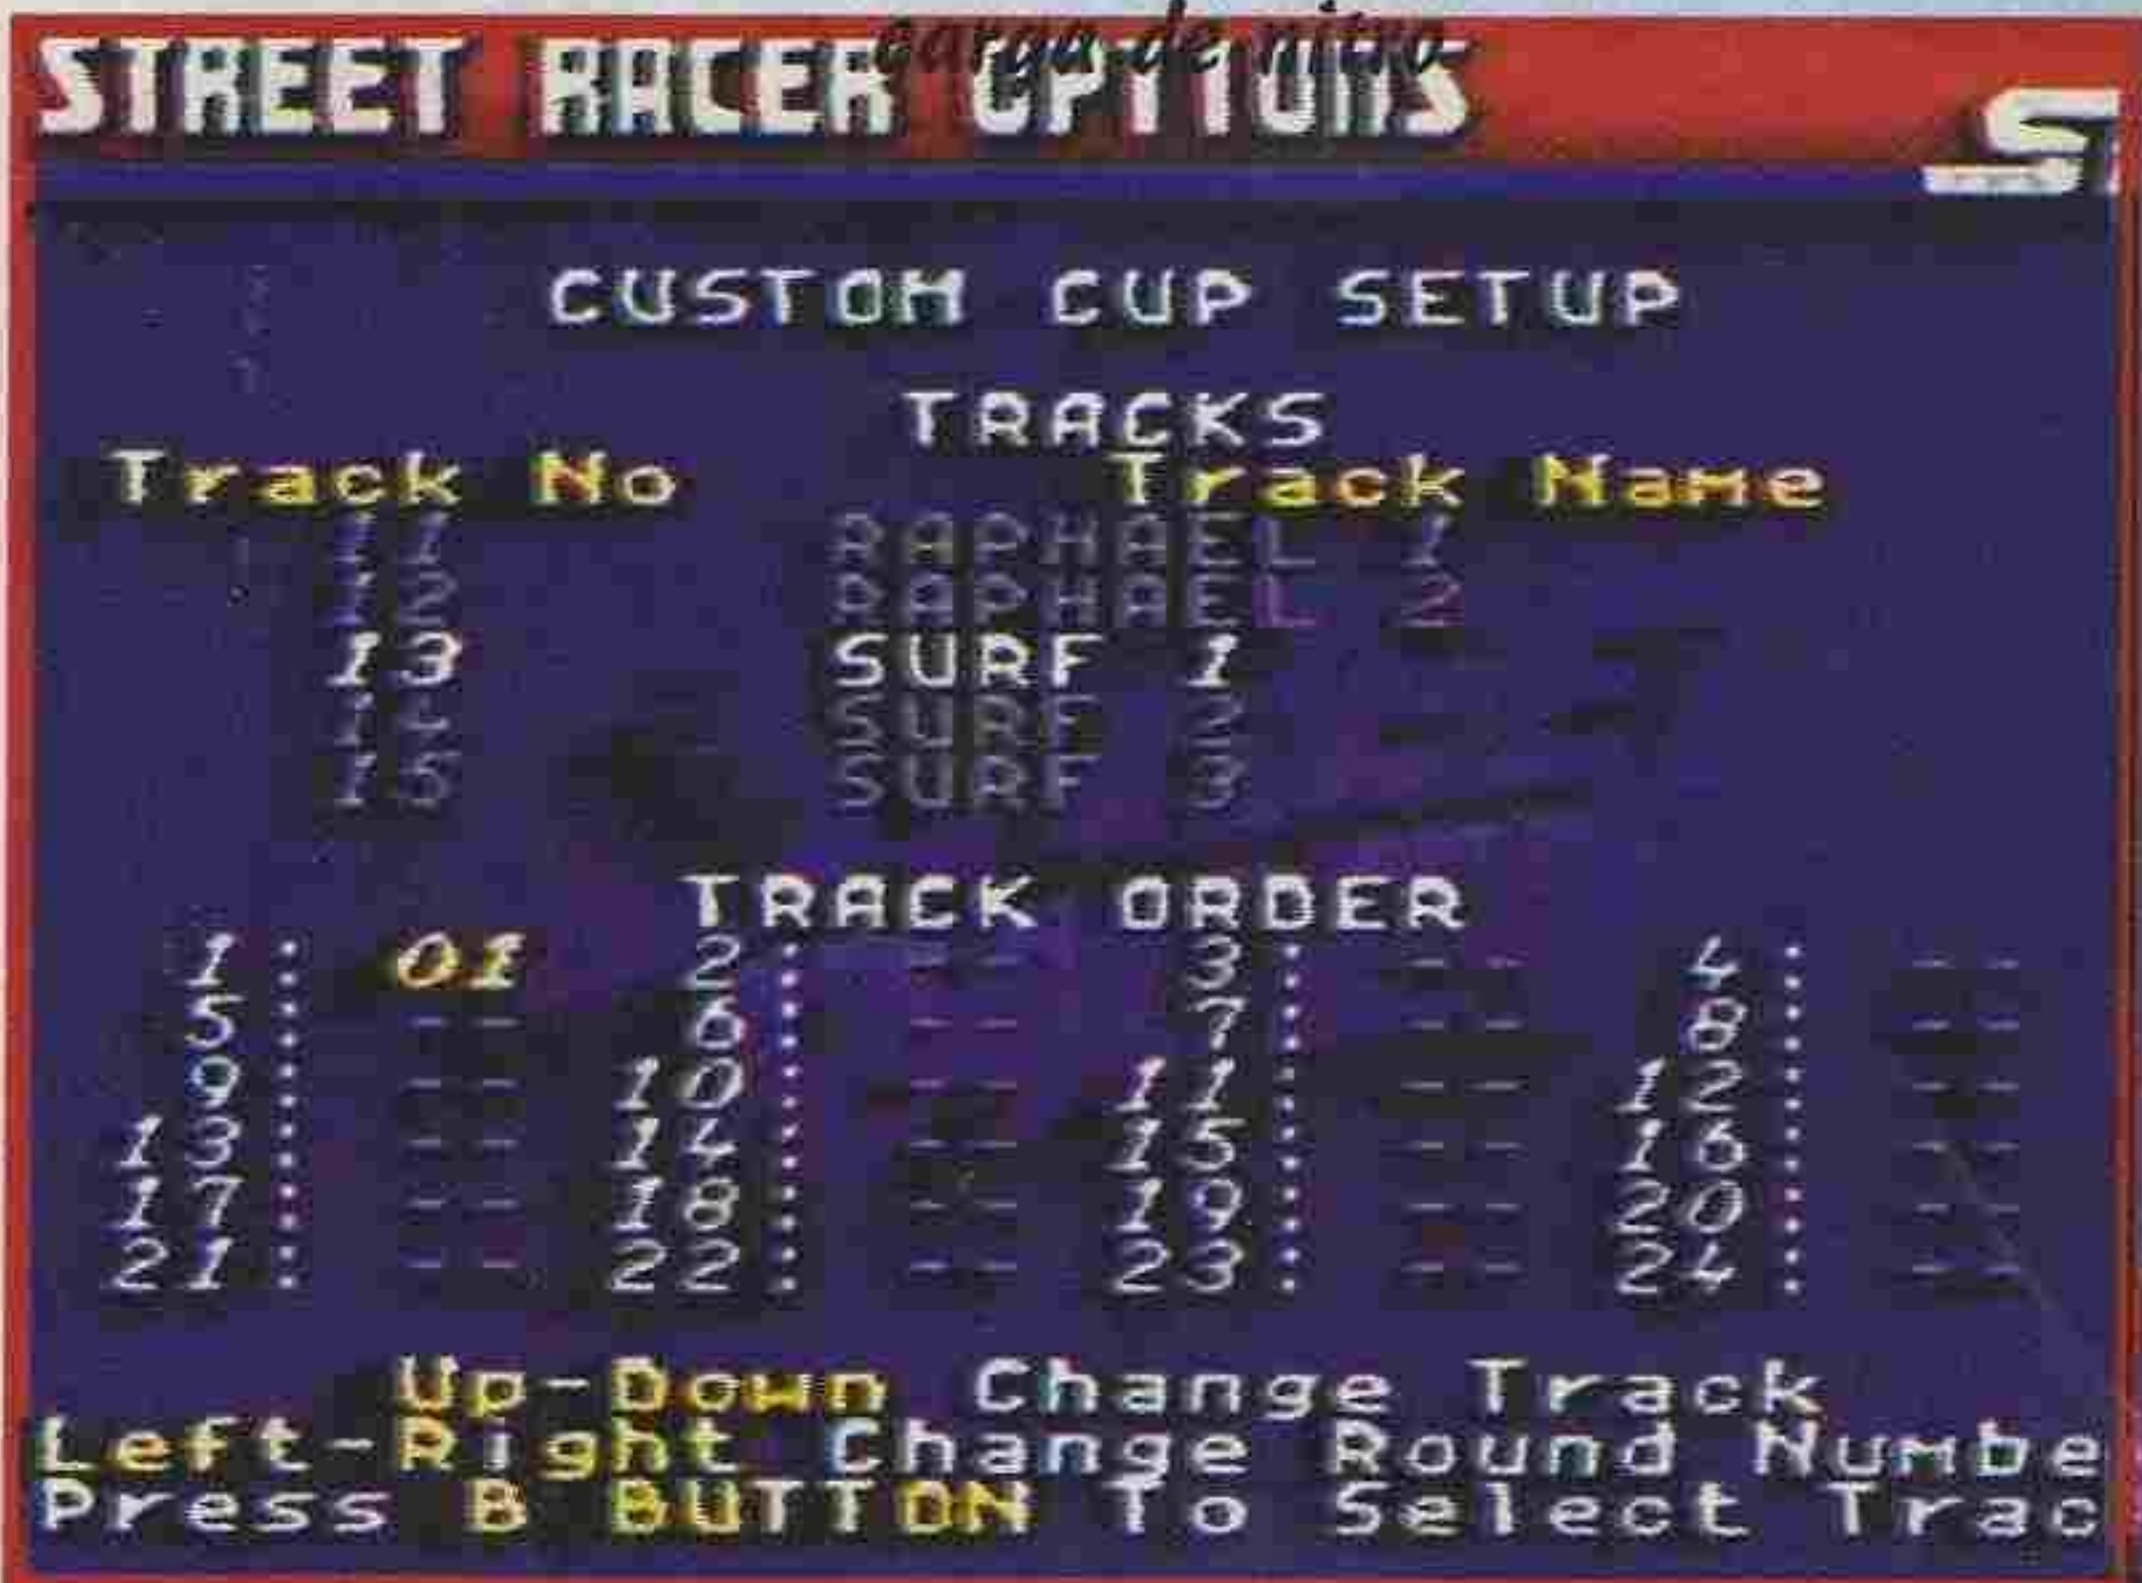 carga de nitro
STREET RACER OPTIONS S
CUSTOM CUP SETUP
TRACKS
Track No Track Name
11 RAPHAEL 1
12 RAPHAEL 2
13 SURF 1
14 SURF 2
15 SURF 3
TRACK ORDER
1: 01 2: -- 3: -- 4: --
5: -- 6: -- 7: -- 8: --
9: -- 10: -- 11: -- 12: --
13: -- 14: -- 15: -- 16: --
17: -- 18: -- 19: -- 20: --
21: -- 22: -- 23: -- 24: --
Up-Down Change Track
Left-Right Change Round Numbe
Press B BUTTON To Select Trac